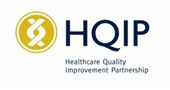 HQIP
Healthcare Quality
Improvement Partnership